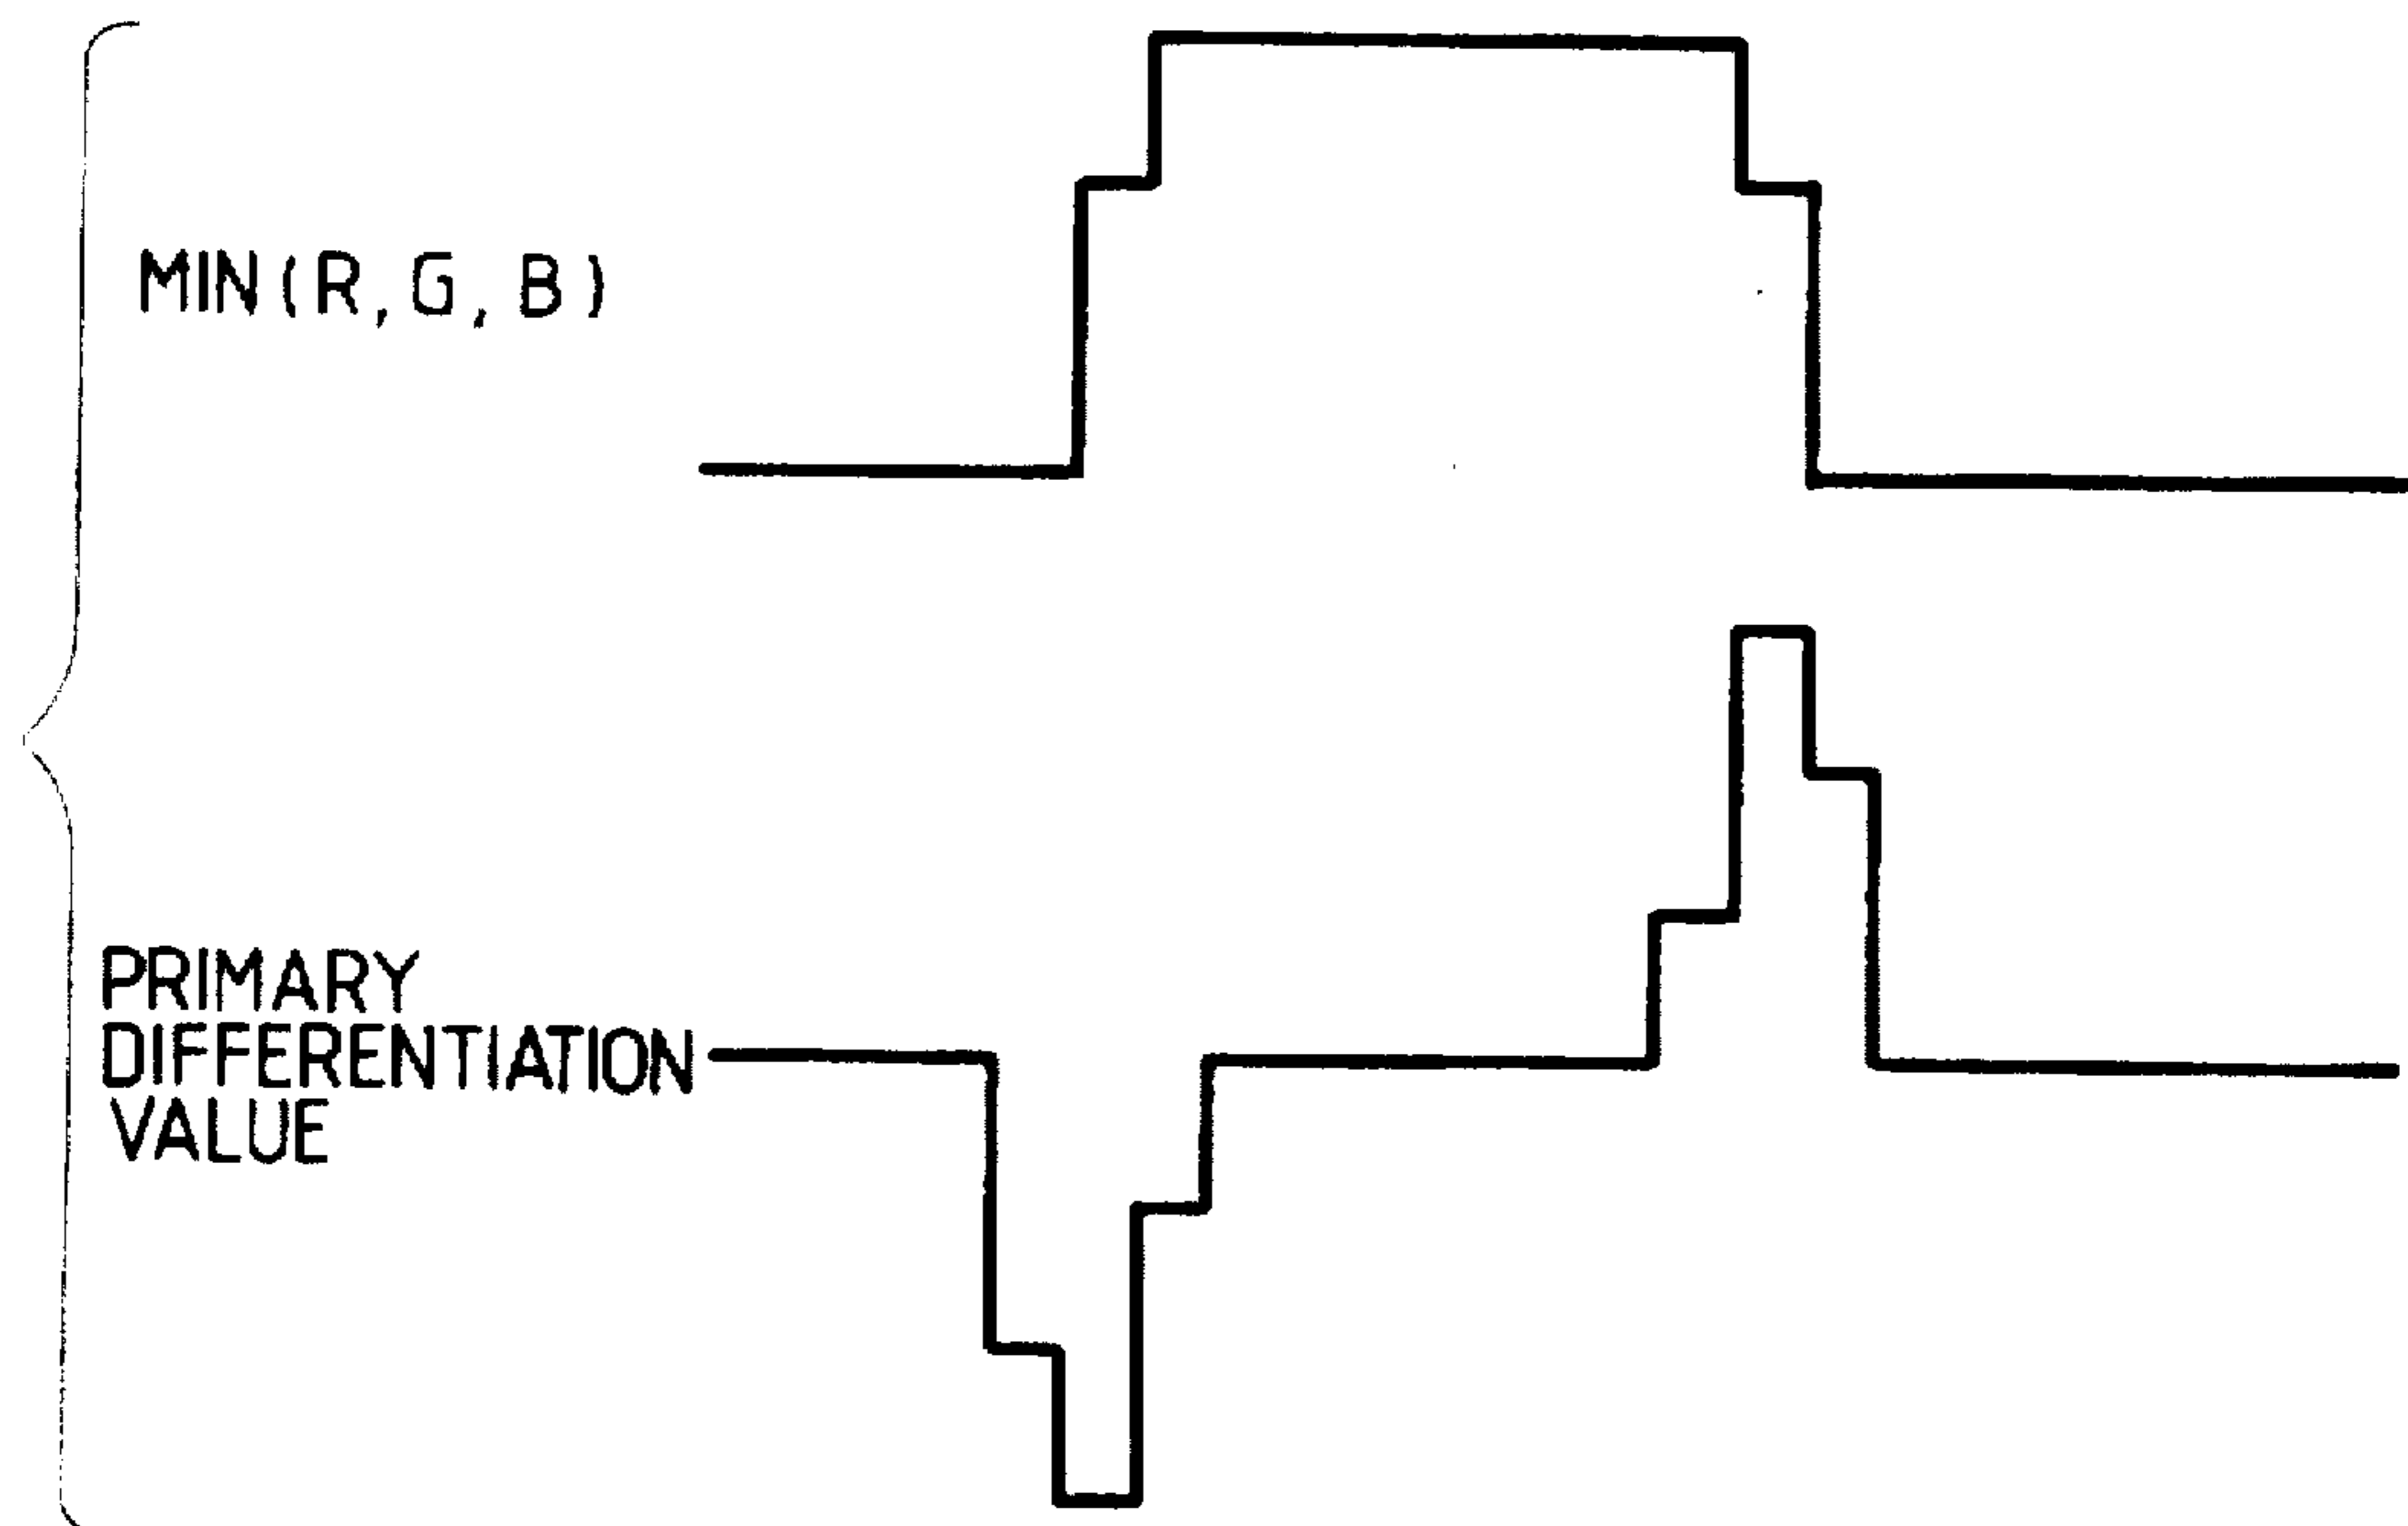 MIN(R,G,B)
PRIMARY
DIFFERENTIATION
VALUE